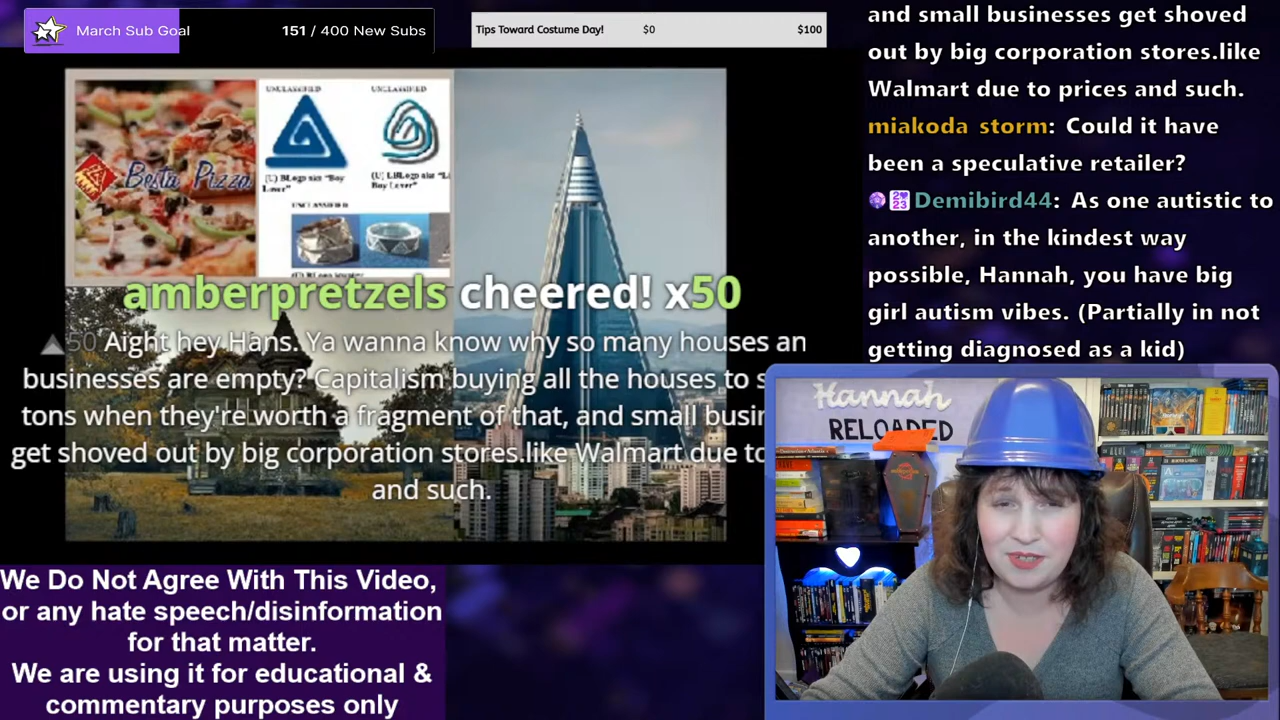 March Sub Goal
151 / 400 New Subs
Tips Toward Costume Day!
$0
$100
and small businesses get shoved
out by big corporation stores.like
Walmart due to prices and such.
miakoda storm: Could it have
been a speculative retailer?
Demibird44: As one autistic to
another, in the kindest way
possible, Hannah, you have big
girl autism vibes. (Partially in not
getting diagnosed as a kid)
Besta Pizza
UNCLASSIFIED
UNCLASSIFIED
(U) BLogo aka "Boy
Lover"
UNCLASSIFIED
amberpretzels cheered! x50
50 Aight hey Hans. Ya wanna know why so many houses an
businesses are empty? Capitalism buying all the houses to s
tons when they're worth a fragment of that, and small busin
get shoved out by big corporation stores.like Walmart due to
and such.
Hannah
RELOADED
We Do Not Agree With This Video,
or any hate speech/disinformation
for that matter.
We are using it for educational &
commentary purposes only